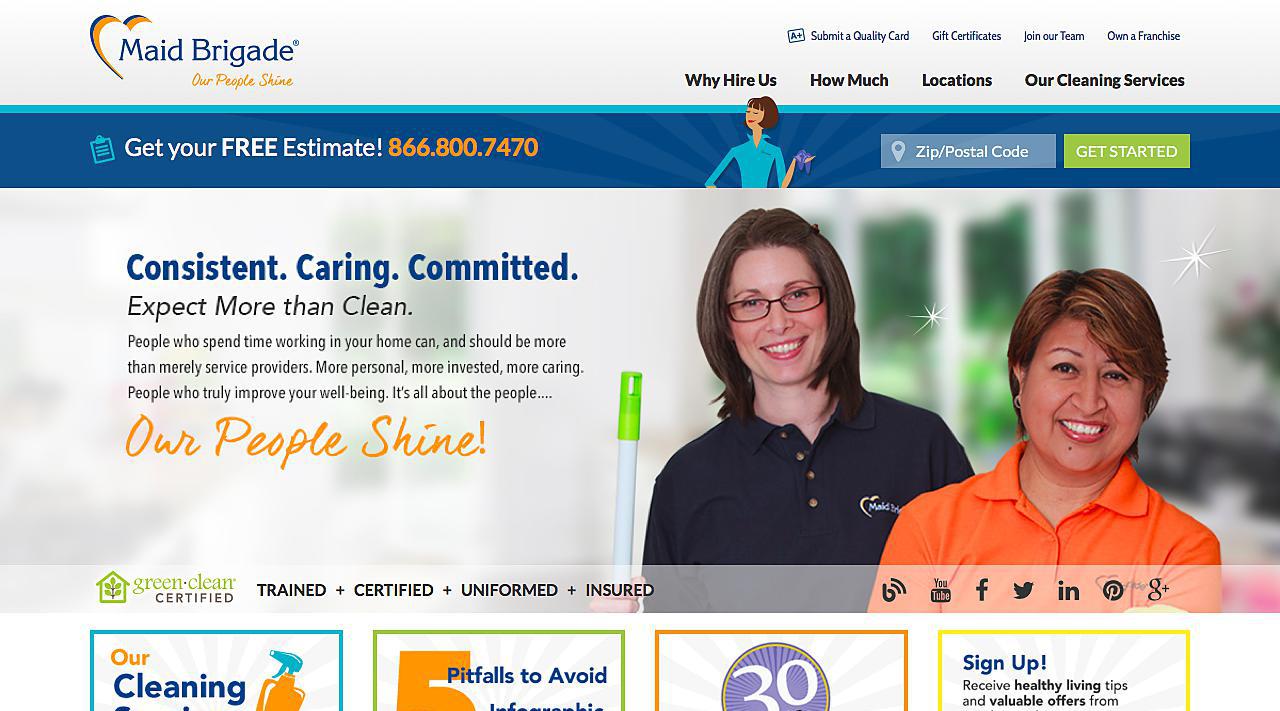 Maid Brigade®
Our People Shine
A+ Submit a Quality Card
Gift Certificates
Join our Team
Own a Franchise
Why Hire Us
How Much
Locations
Our Cleaning Services
Get your FREE Estimate! 866.800.7470
Zip/Postal Code
GET STARTED
Consistent. Caring. Committed.
Expect More than Clean.
People who spend time working in your home can, and should be more
than merely service providers. More personal, more invested, more caring.
People who truly improve your well-being. It's all about the people....
Our People Shine!
Maid Bri
green·clean
CERTIFIED
TRAINED + CERTIFIED + UNIFORMED + INSURED
You
Tube
f
in
g+
Our
Cleaning
5
Pitfalls to Avoid
Infographic
30
Sign Up!
Receive healthy living tips
and valuable offers from